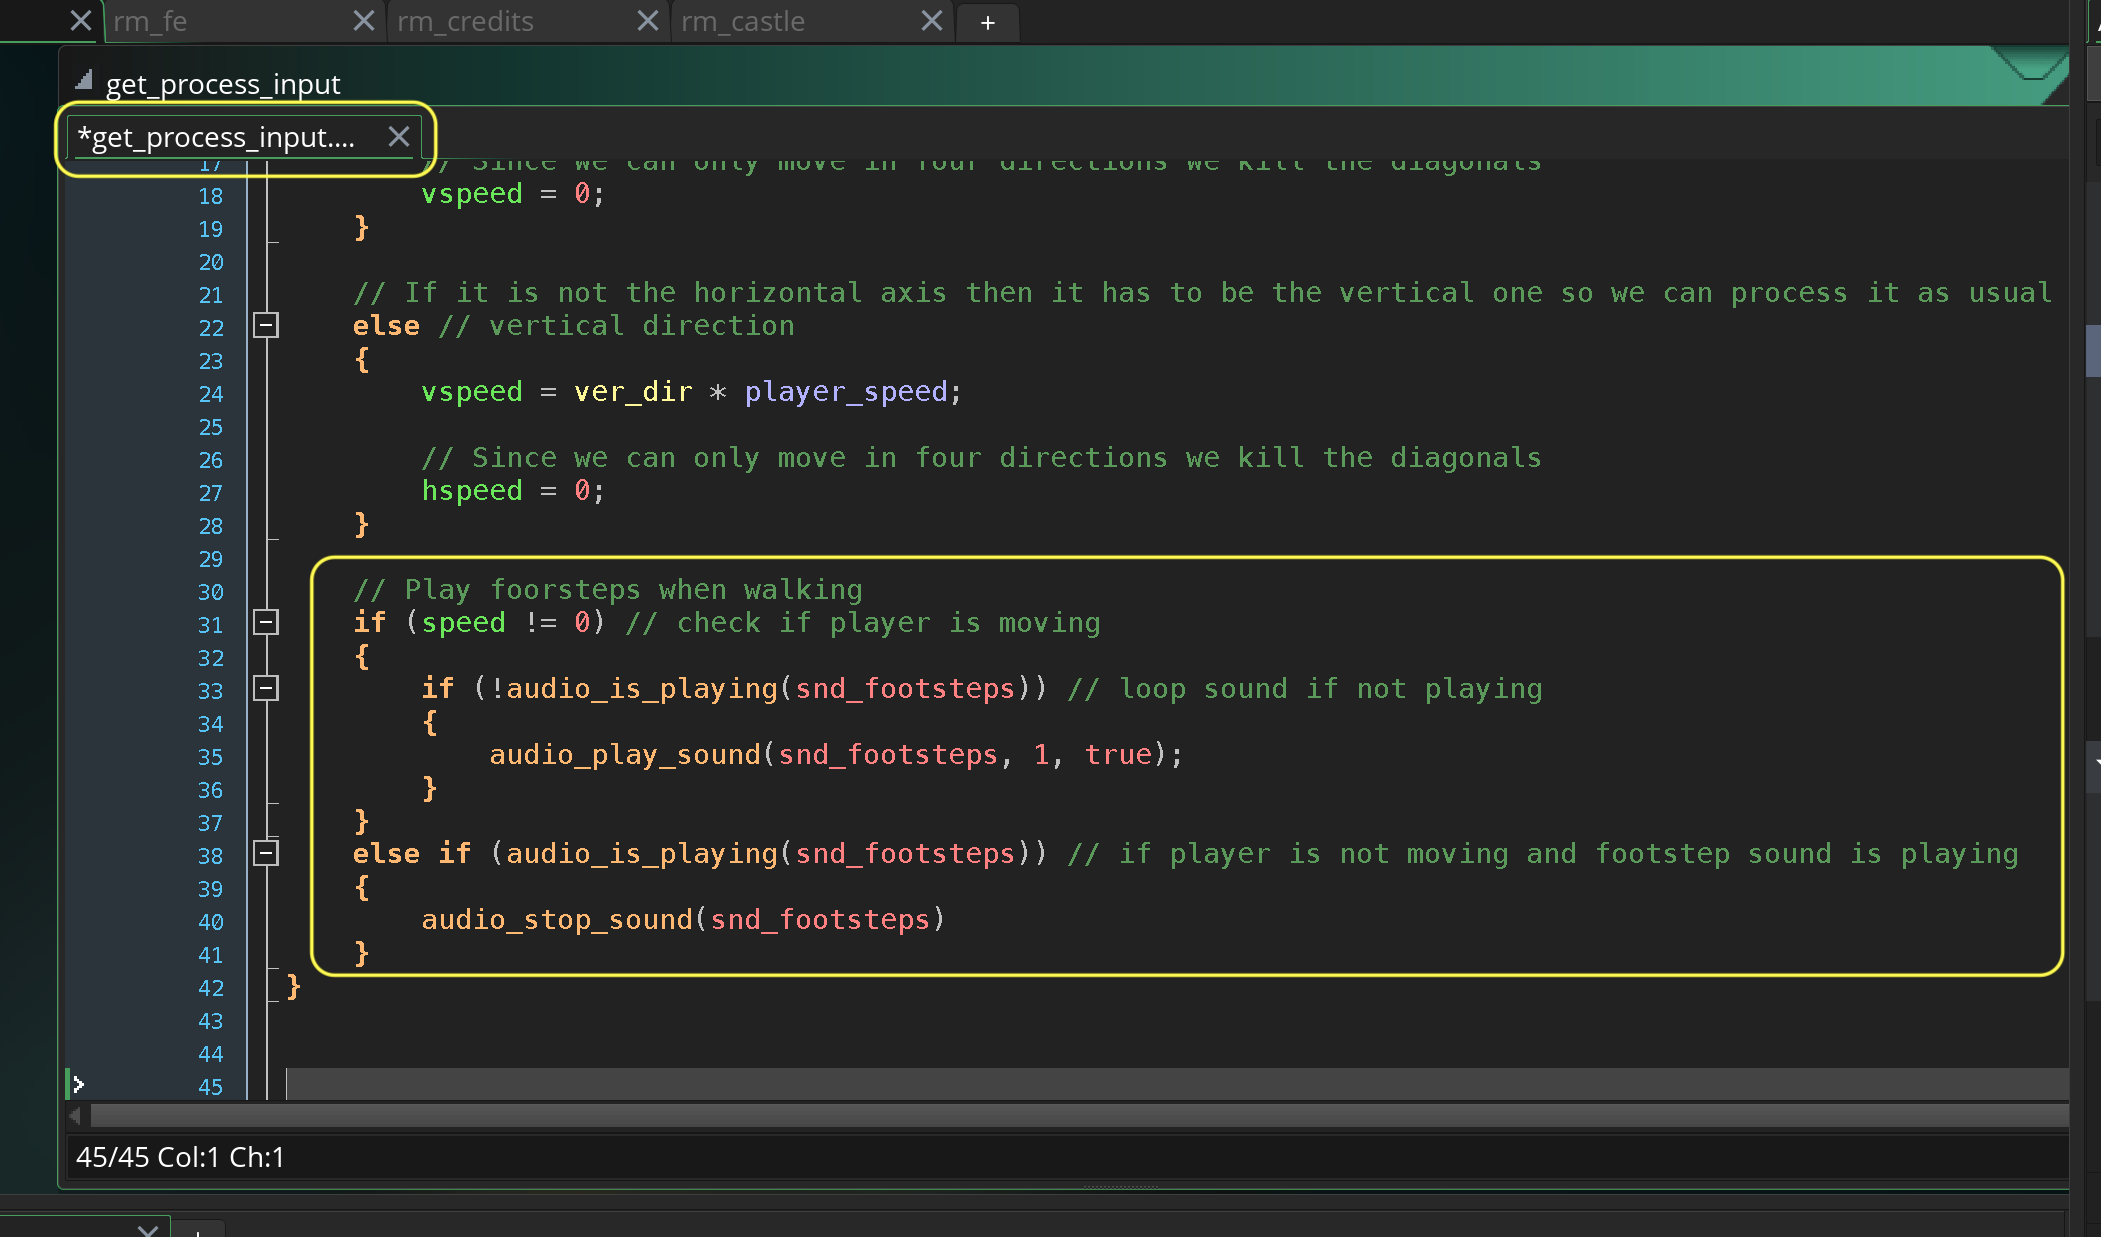 rm_fe rm_credits rm_castle +
get_process_input
*get_process_input....
17 // Since we can only move in four directions we kill the diagonals
18 vspeed = 0;
19 }
20
21 // If it is not the horizontal axis then it has to be the vertical one so we can process it as usual
22 else // vertical direction
23 {
24 vspeed = ver_dir * player_speed;
25
26 // Since we can only move in four directions we kill the diagonals
27 hspeed = 0;
28 }
29
30 // Play foorsteps when walking
31 if (speed != 0) // check if player is moving
32 {
33 if (!audio_is_playing(snd_footsteps)) // loop sound if not playing
34 {
35 audio_play_sound(snd_footsteps, 1, true);
36 }
37 }
38 else if (audio_is_playing(snd_footsteps)) // if player is not moving and footstep sound is playing
39 {
40 audio_stop_sound(snd_footsteps)
41 }
42 }
43
44
45
45/45 Col:1 Ch:1